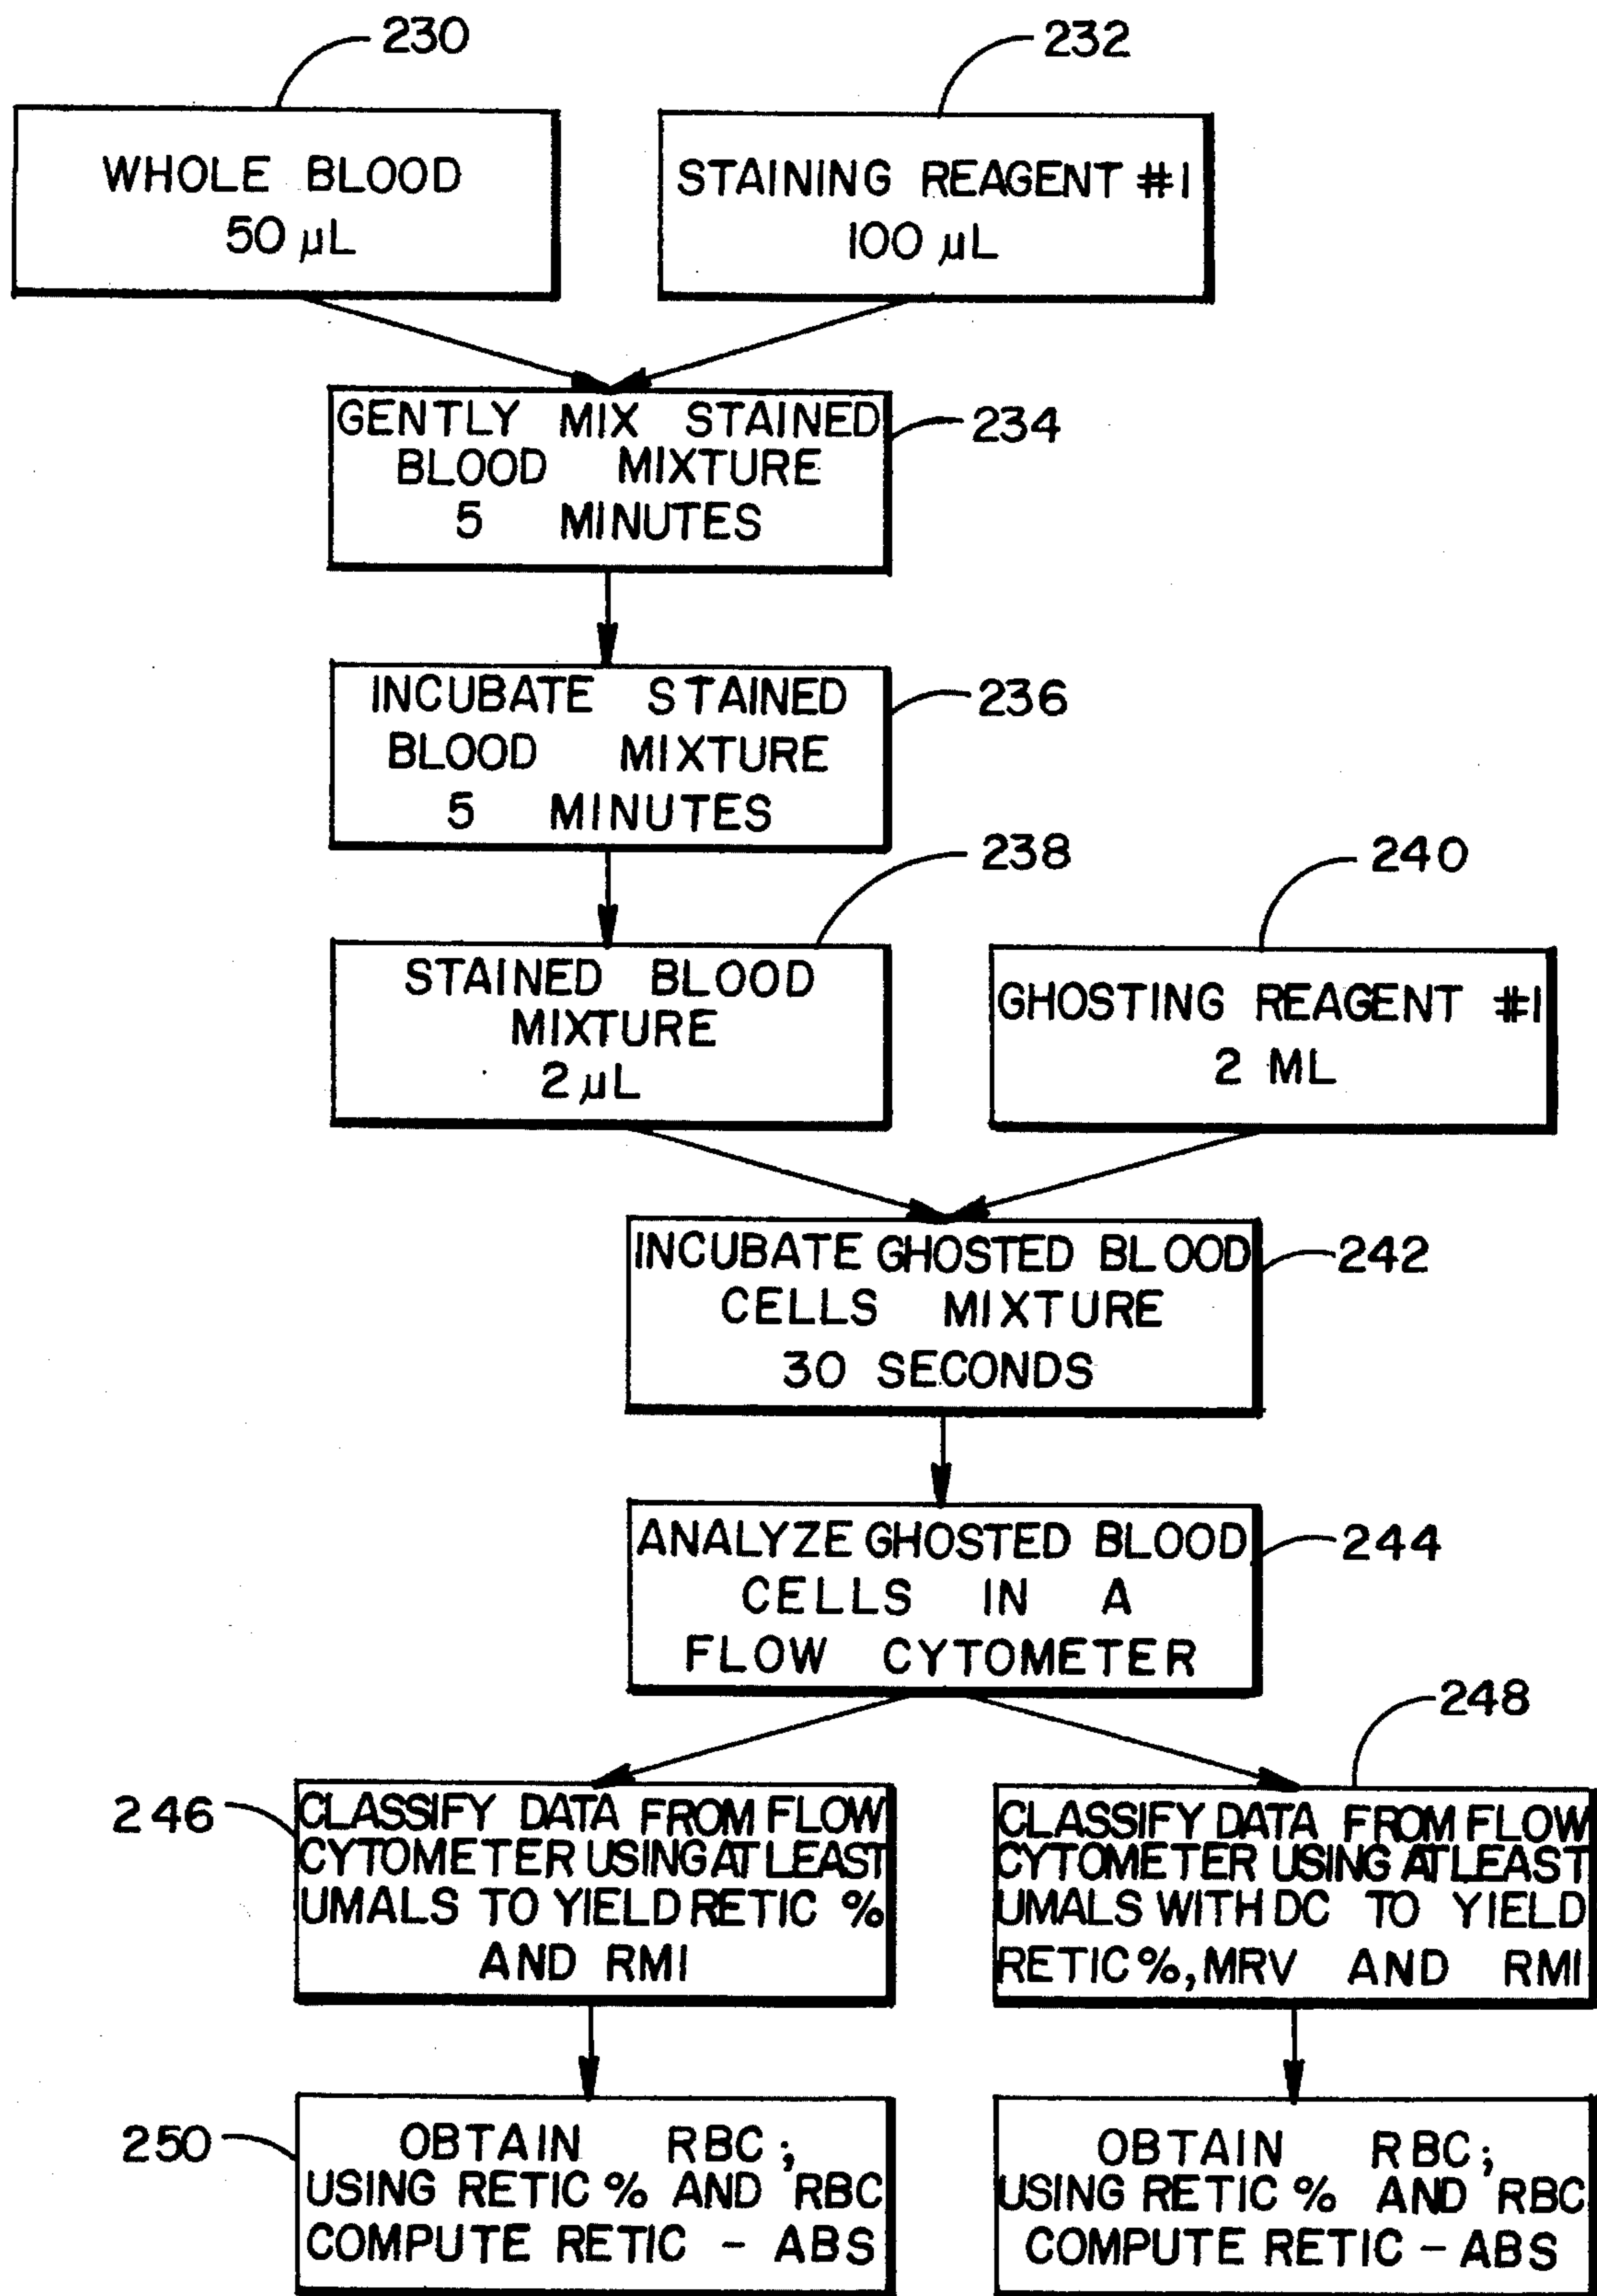 230
232
WHOLE BLOOD
50 µL
STAINING REAGENT #1
100 µL
GENTLY MIX STAINED
BLOOD MIXTURE
5 MINUTES
234
INCUBATE STAINED
BLOOD MIXTURE
5 MINUTES
236
238
240
STAINED BLOOD
MIXTURE
2 µL
GHOSTING REAGENT #1
2 ML
INCUBATE GHOSTED BLOOD
CELLS MIXTURE
30 SECONDS
242
ANALYZE GHOSTED BLOOD
CELLS IN A
FLOW CYTOMETER
244
248
246
CLASSIFY DATA FROM FLOW
CYTOMETER USING AT LEAST
UMALS TO YIELD RETIC %
AND RMI
CLASSIFY DATA FROM FLOW
CYTOMETER USING AT LEAST
UMALS WITH DC TO YIELD
RETIC %, MRV AND RMI
250
OBTAIN RBC;
USING RETIC % AND RBC
COMPUTE RETIC - ABS
OBTAIN RBC;
USING RETIC % AND RBC
COMPUTE RETIC - ABS